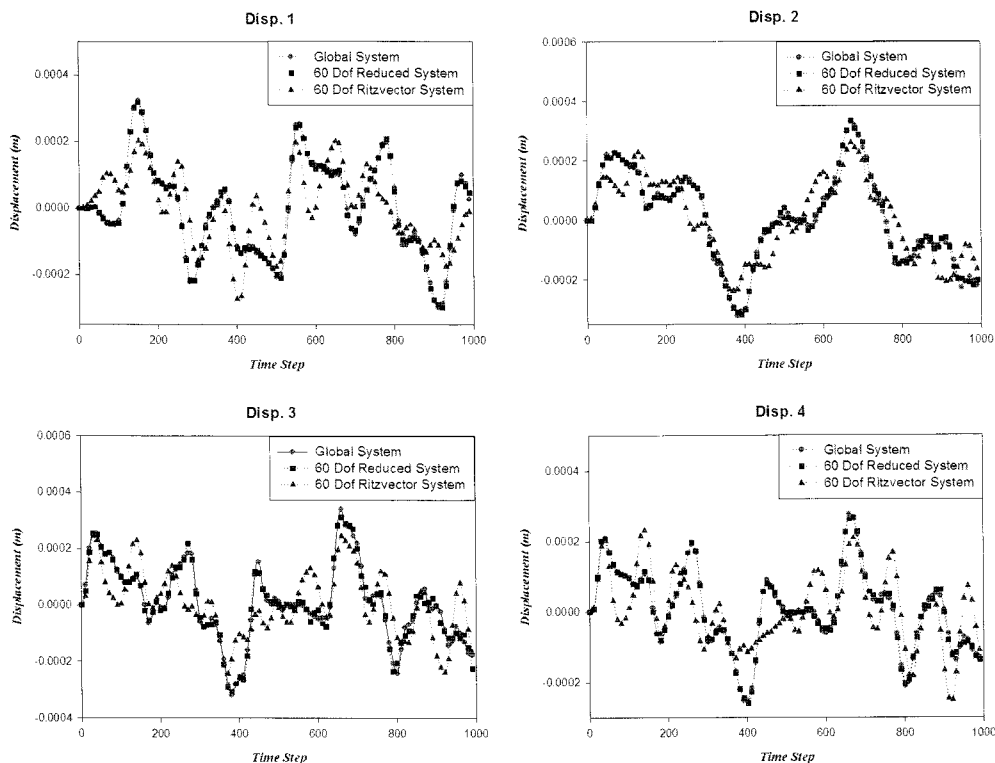 Disp. 1
Global System
60 Dof Reduced System
60 Dof Ritzvector System
0.0004
0.0002
0.0000
-0.0002
Displacement (m)
0 200 400 600 800 1000
Time Step
Disp. 2
Global System
60 Dof Reduced System
60 Dof Ritzvector System
0.0006
0.0004
0.0002
0.0000
-0.0002
Displacement (m)
0 200 400 600 800 1000
Time Step
Disp. 3
Global System
60 Dof Reduced System
60 Dof Ritzvector System
0.0006
0.0004
0.0002
0.0000
-0.0002
-0.0004
Displacement (m)
0 200 400 600 800 1000
Time Step
Disp. 4
Global System
60 Dof Reduced System
60 Dof Ritzvector System
0.0004
0.0002
0.0000
-0.0002
Displacement (m)
0 200 400 600 800 1000
Time Step